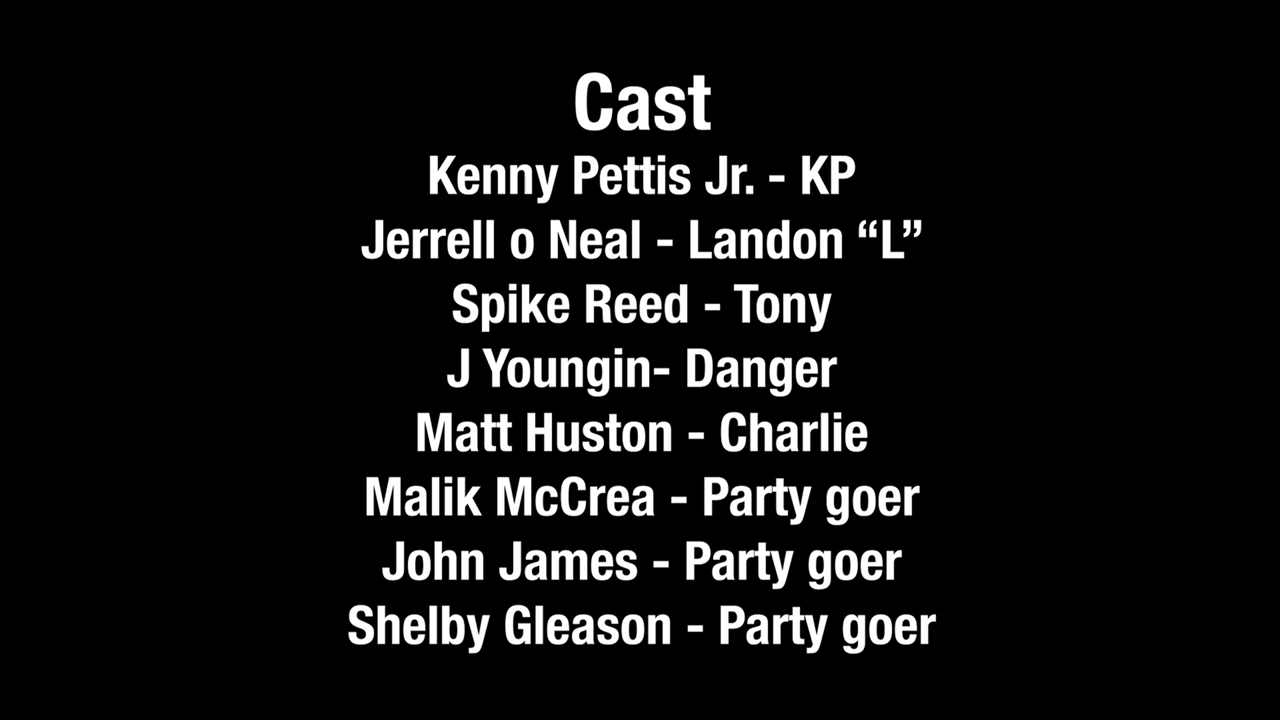 Cast
Kenny Pettis Jr. - KP
Jerrell o Neal - Landon “L”
Spike Reed - Tony
J Youngin- Danger
Matt Huston - Charlie
Malik McCrea - Party goer
John James - Party goer
Shelby Gleason - Party goer